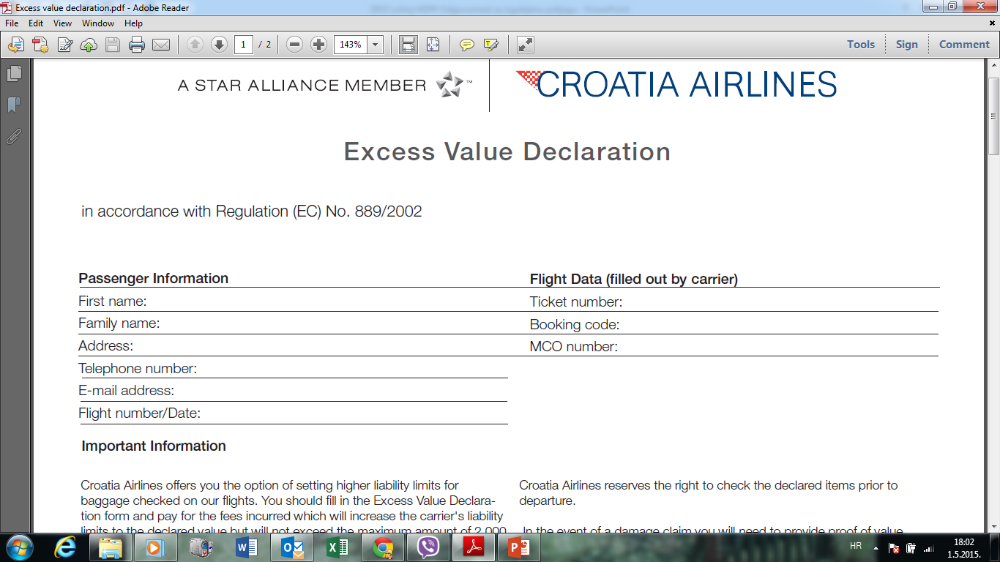 Excess value declaration.pdf - Adobe Reader
File Edit View Window Help
1 / 2 143% Tools Sign Comment
A STAR ALLIANCE MEMBER ™ CROATIA AIRLINES
Excess Value Declaration
in accordance with Regulation (EC) No. 889/2002
Passenger Information
First name:
Family name:
Address:
Telephone number:
E-mail address:
Flight number/Date:
Flight Data (filled out by carrier)
Ticket number:
Booking code:
MCO number:
Important Information
Croatia Airlines offers you the option of setting higher liability limits for
baggage checked on our flights. You should fill in the Excess Value Declara-
tion form and pay for the fees incurred which will increase the carrier's liability
limits to the declared value but will not exceed the maximum amount of 2.000
Croatia Airlines reserves the right to check the declared items prior to
departure.
In the event of a damage claim you will need to provide proof of value
HR 18:02
1.5.2015.